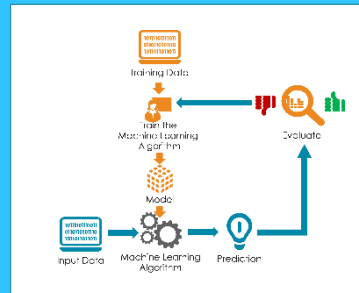 Training Data
Train the
Machine Learning
Algorithm
Evaluate
Model
Input Data
Machine Learning
Algorithm
Prediction